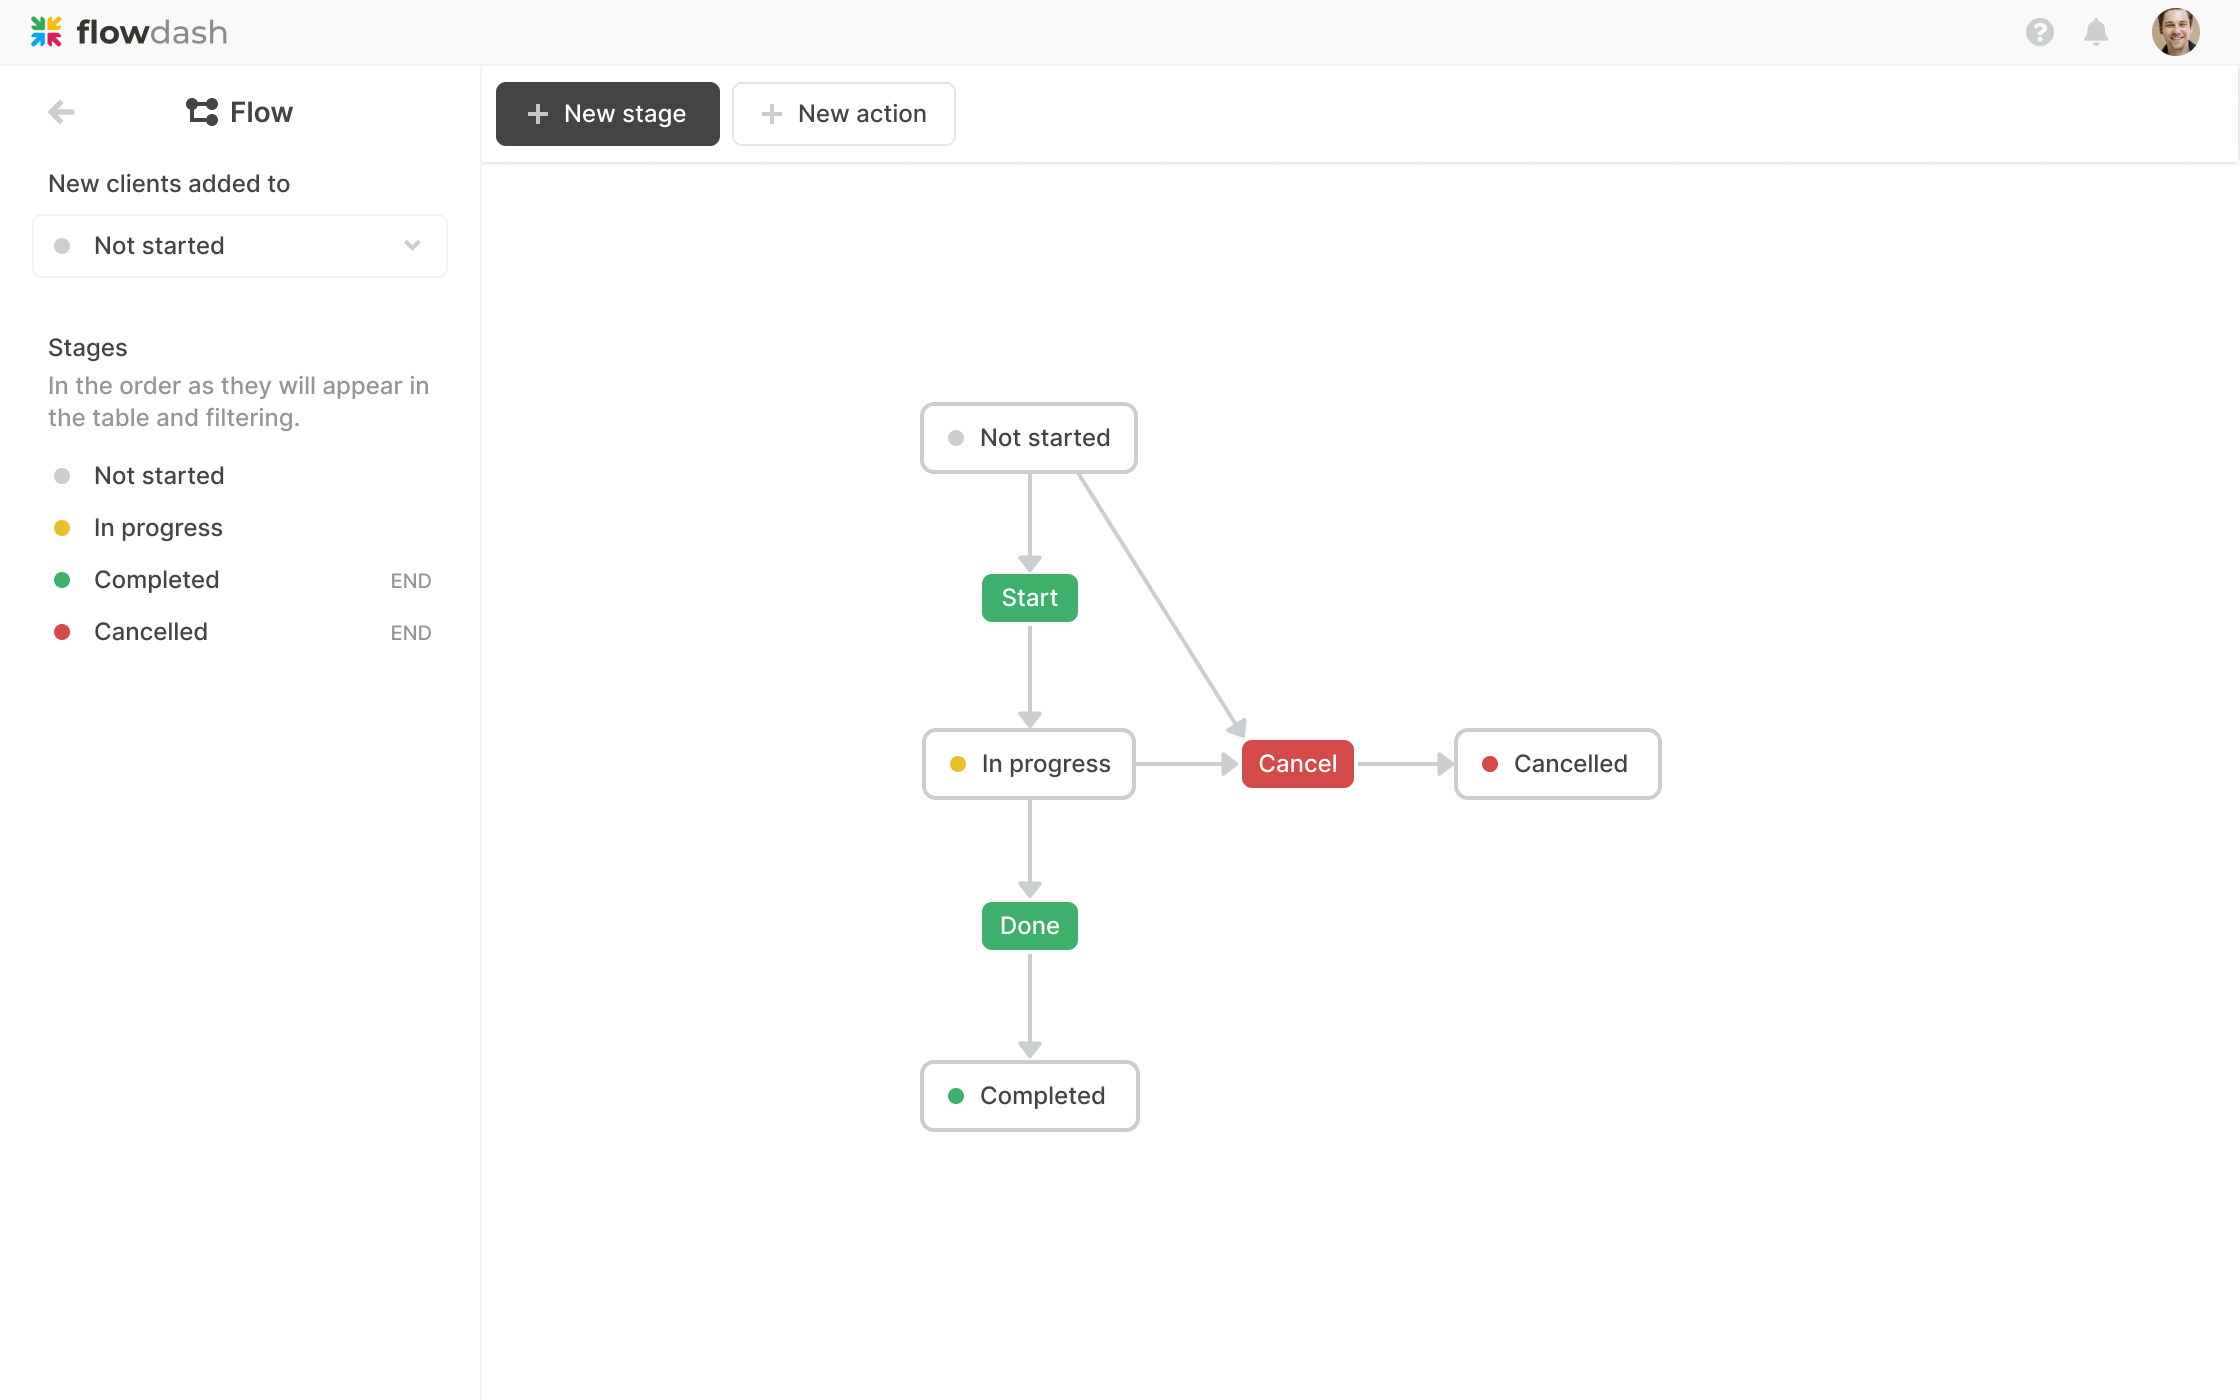 flowdash
Flow
New clients added to
Not started
Stages
In the order as they will appear in
the table and filtering.
Not started
In progress
Completed END
Cancelled END
New stage
New action
Not started
Start
In progress
Cancel
Cancelled
Done
Completed